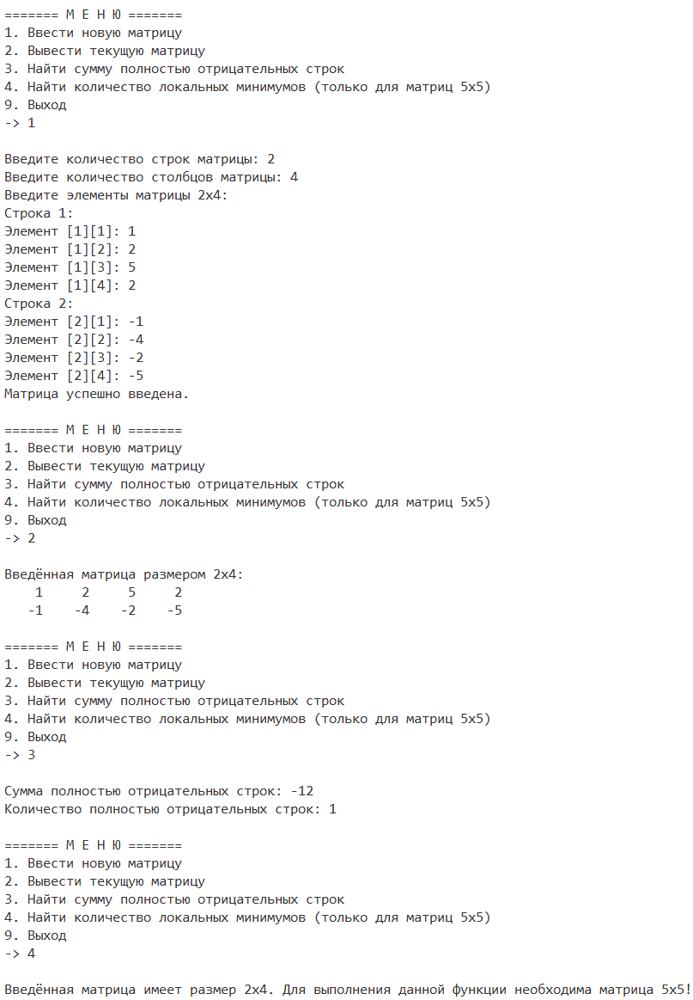 ======= М Е Н Ю =======
1. Ввести новую матрицу
2. Вывести текущую матрицу
3. Найти сумму полностью отрицательных строк
4. Найти количество локальных минимумов (только для матриц 5x5)
9. Выход
-> 1
Введите количество строк матрицы: 2
Введите количество столбцов матрицы: 4
Введите элементы матрицы 2x4:
Строка 1:
Элемент [1][1]: 1
Элемент [1][2]: 2
Элемент [1][3]: 5
Элемент [1][4]: 2
Строка 2:
Элемент [2][1]: -1
Элемент [2][2]: -4
Элемент [2][3]: -2
Элемент [2][4]: -5
Матрица успешно введена.
======= М Е Н Ю =======
1. Ввести новую матрицу
2. Вывести текущую матрицу
3. Найти сумму полностью отрицательных строк
4. Найти количество локальных минимумов (только для матриц 5x5)
9. Выход
-> 2
Введённая матрица размером 2x4:
1 2 5 2
-1 -4 -2 -5
======= М Е Н Ю =======
1. Ввести новую матрицу
2. Вывести текущую матрицу
3. Найти сумму полностью отрицательных строк
4. Найти количество локальных минимумов (только для матриц 5x5)
9. Выход
-> 3
Сумма полностью отрицательных строк: -12
Количество полностью отрицательных строк: 1
======= М Е Н Ю =======
1. Ввести новую матрицу
2. Вывести текущую матрицу
3. Найти сумму полностью отрицательных строк
4. Найти количество локальных минимумов (только для матриц 5x5)
9. Выход
-> 4
Введённая матрица имеет размер 2x4. Для выполнения данной функции необходима матрица 5x5!